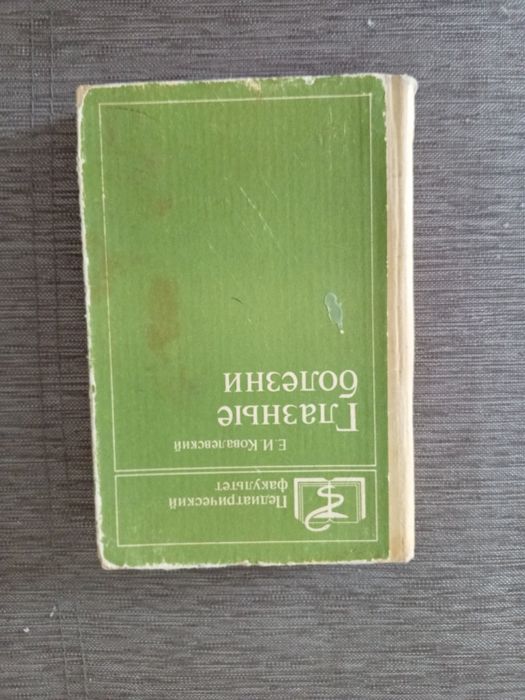 Педиатрический
факультет
Е. И. Ковалевский
Глазные
болезни